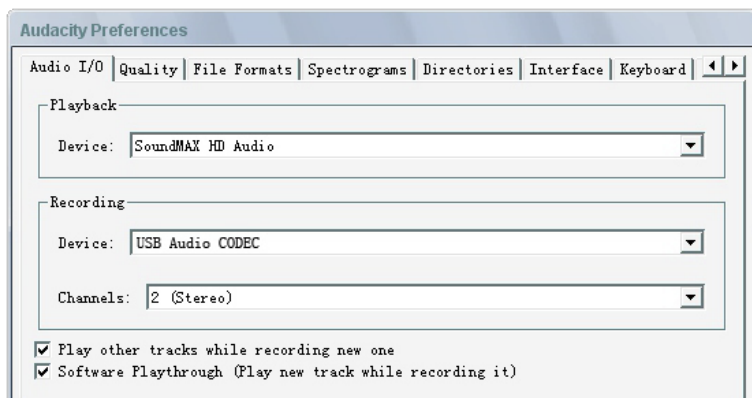 Audacity Preferences
Audio I/O Quality File Formats Spectrograms Directories Interface Keyboard
Playback
Device: SoundMAX HD Audio
Recording
Device: USB Audio CODEC
Channels: 2 (Stereo)
Play other tracks while recording new one
Software Playthrough (Play new track while recording it)